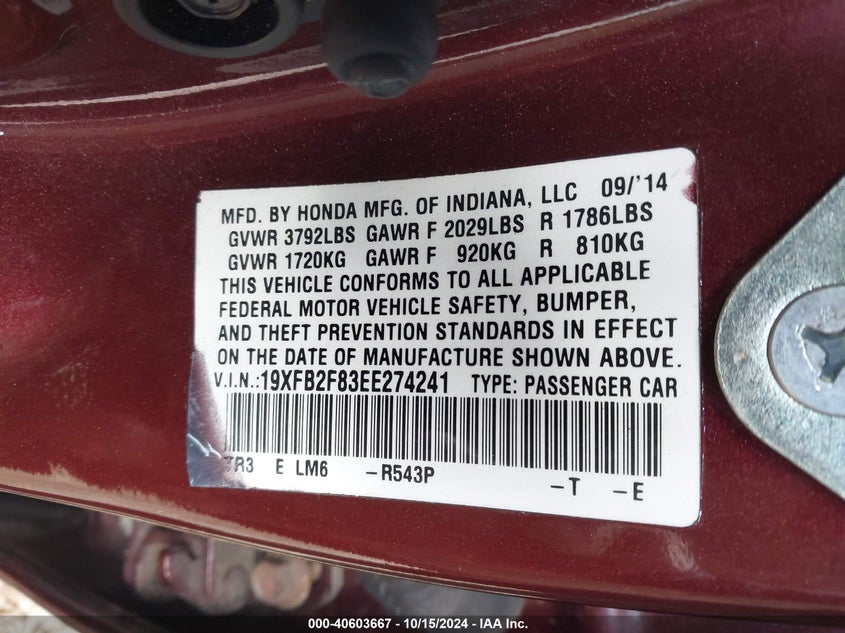 MFD. BY HONDA MFG. OF INDIANA, LLC 09/'14
GVWR 3792LBS GAWR F 2029LBS R 1786LBS
GVWR 1720KG GAWR F 920KG R 810KG
THIS VEHICLE CONFORMS TO ALL APPLICABLE
FEDERAL MOTOR VEHICLE SAFETY, BUMPER,
AND THEFT PREVENTION STANDARDS IN EFFECT
ON THE DATE OF MANUFACTURE SHOWN ABOVE.
V.I.N.:19XFB2F83EE274241 TYPE: PASSENGER CAR
TR3 E LM6 -R543P
-T -E
000-40603667 - 10/15/2024 - IAA Inc.